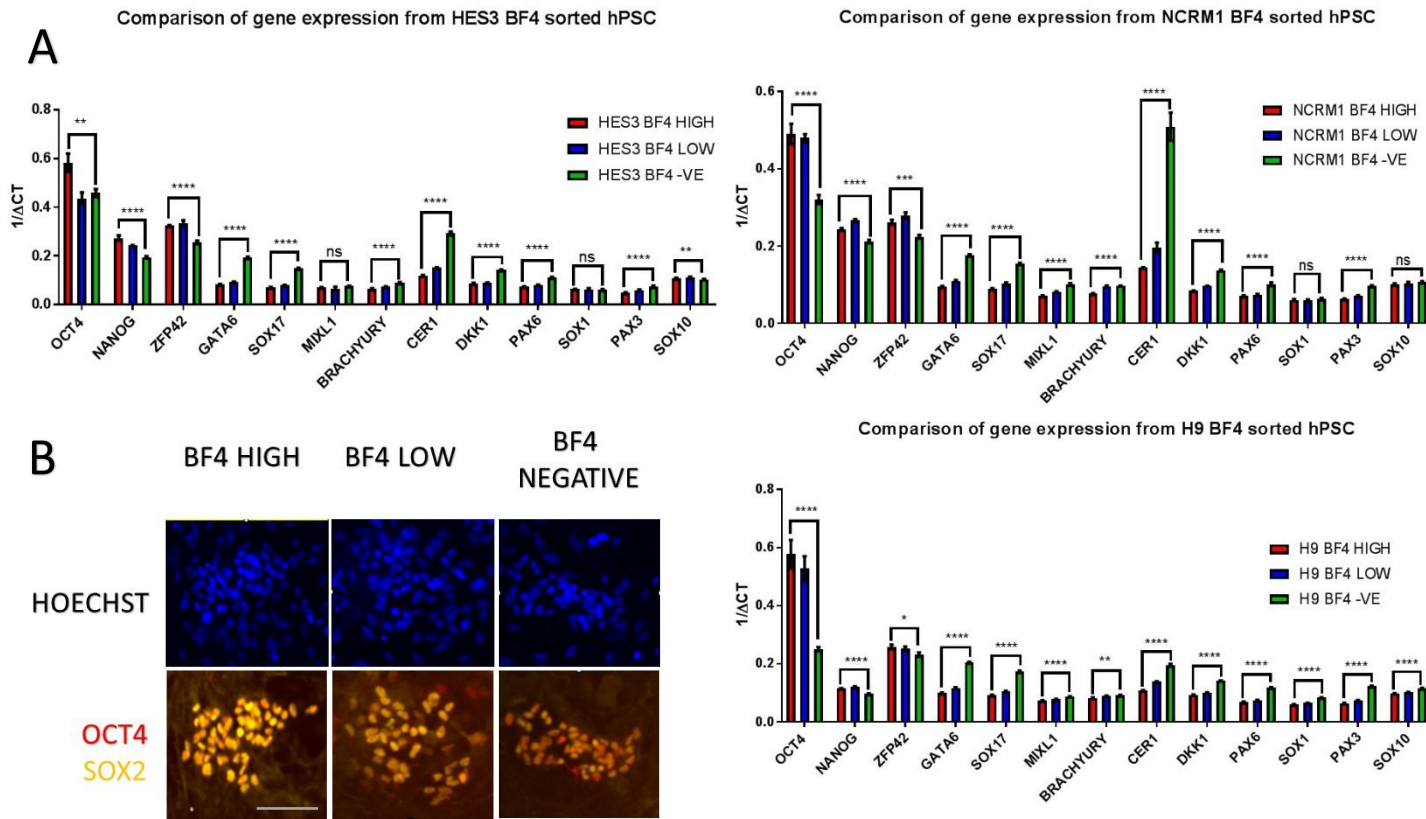 Comparison of gene expression from HES3 BF4 sorted hPSC
A
0.8
0.6
0.4
0.2
0.0
1/ΔCT
HES3 BF4 HIGH
HES3 BF4 LOW
HES3 BF4 -VE
**
****
****
****
****
ns
****
****
****
****
ns
****
**
OCT4
NANOG
ZFP42
GATA6
SOX17
MIXL1
BRACHYURY
CER1
DKK1
PAX6
SOX1
PAX3
SOX10
Comparison of gene expression from NCRM1 BF4 sorted hPSC
0.6
0.4
0.2
0.0
1/ΔCT
NCRM1 BF4 HIGH
NCRM1 BF4 LOW
NCRM1 BF4 -VE
****
****
***
****
****
****
****
****
****
****
ns
****
ns
OCT4
NANOG
ZFP42
GATA6
SOX17
MIXL1
BRACHYURY
CER1
DKK1
PAX6
SOX1
PAX3
SOX10
B
BF4 HIGH
BF4 LOW
BF4
NEGATIVE
HOECHST
OCT4
SOX2
Comparison of gene expression from H9 BF4 sorted hPSC
0.8
0.6
0.4
0.2
0.0
1/ΔCT
H9 BF4 HIGH
H9 BF4 LOW
H9 BF4 -VE
****
****
*
****
****
****
**
****
****
****
****
****
****
OCT4
NANOG
ZFP42
GATA6
SOX17
MIXL1
BRACHYURY
CER1
DKK1
PAX6
SOX1
PAX3
SOX10